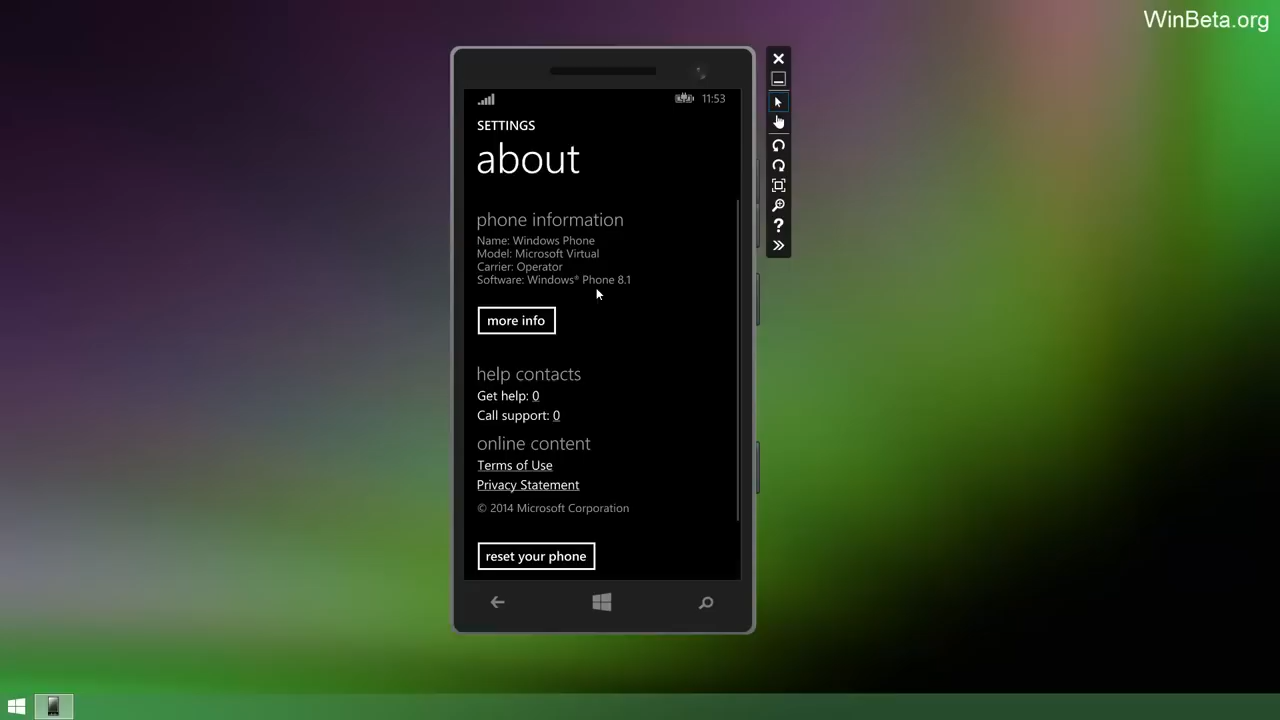 WinBeta.org
11:53
SETTINGS
about
phone information
Name: Windows Phone
Model: Microsoft Virtual
Carrier: Operator
Software: Windows® Phone 8.1
more info
help contacts
Get help: 0
Call support: 0
online content
Terms of Use
Privacy Statement
© 2014 Microsoft Corporation
reset your phone